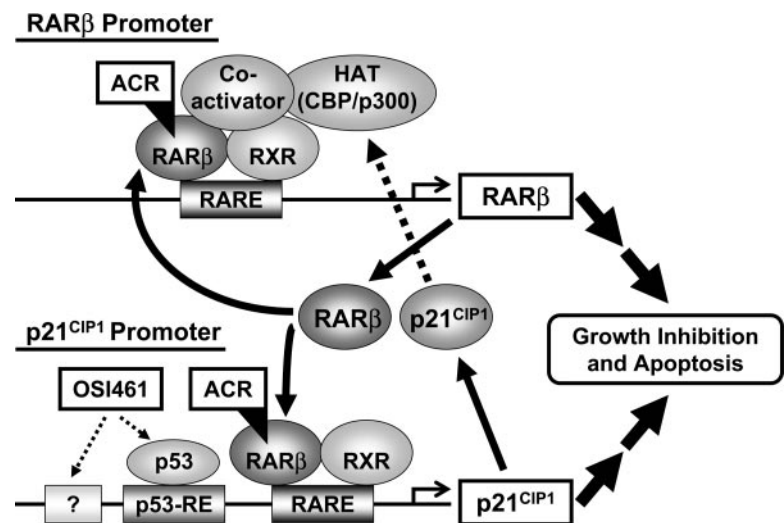 RARβ Promoter
ACR
Co-
activator
HAT
(CBP/p300)
RARβ
RXR
RARE
RARβ
RARβ
p21CIP1
Growth Inhibition
and Apoptosis
p21CIP1 Promoter
OSI461
ACR
p53
RARβ
RXR
?
p53-RE
RARE
p21CIP1